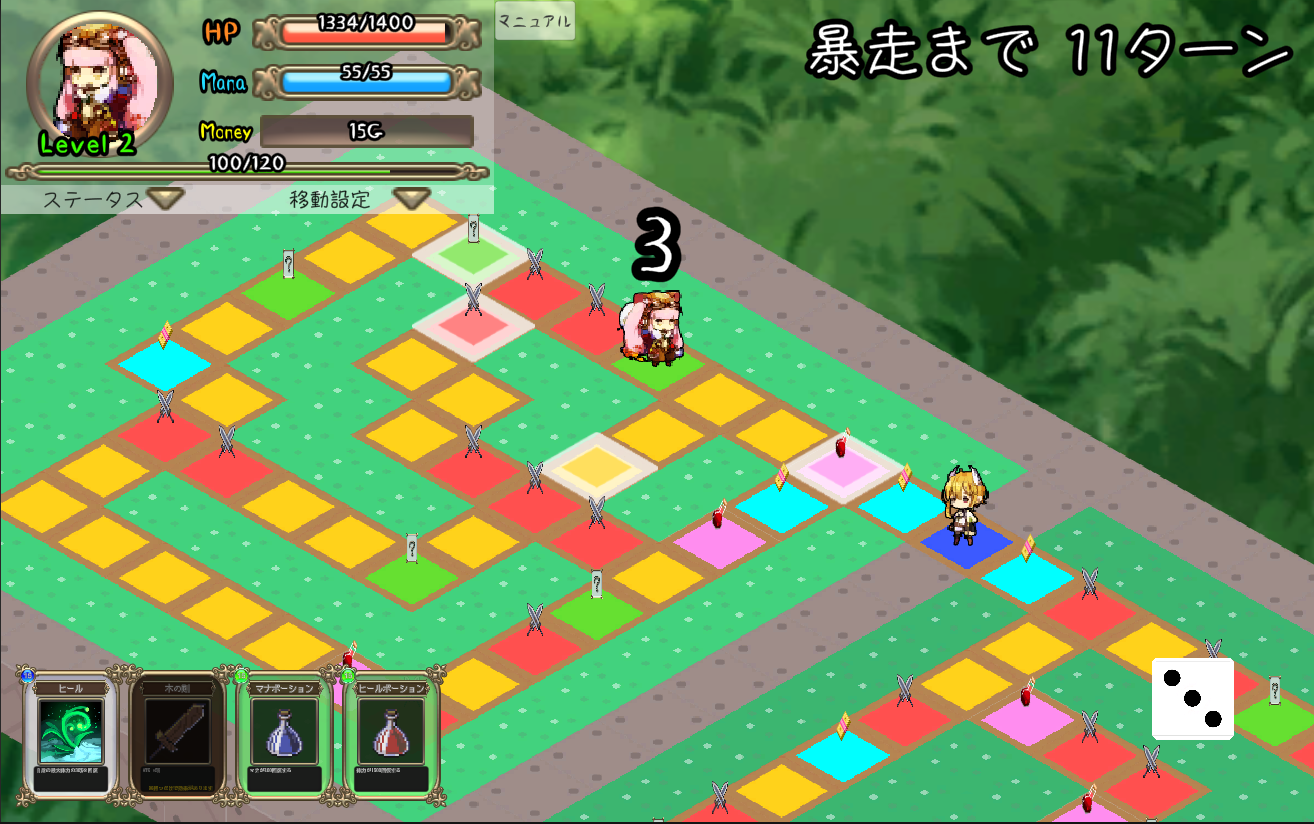 HP 1334/1400
マニュアル
暴走まで 11ターン
Mana 55/55
Money 15G
Level 2
100/120
ステータス
移動設定
3
ヒール
木の剣
マナポーション
ヒールポーション